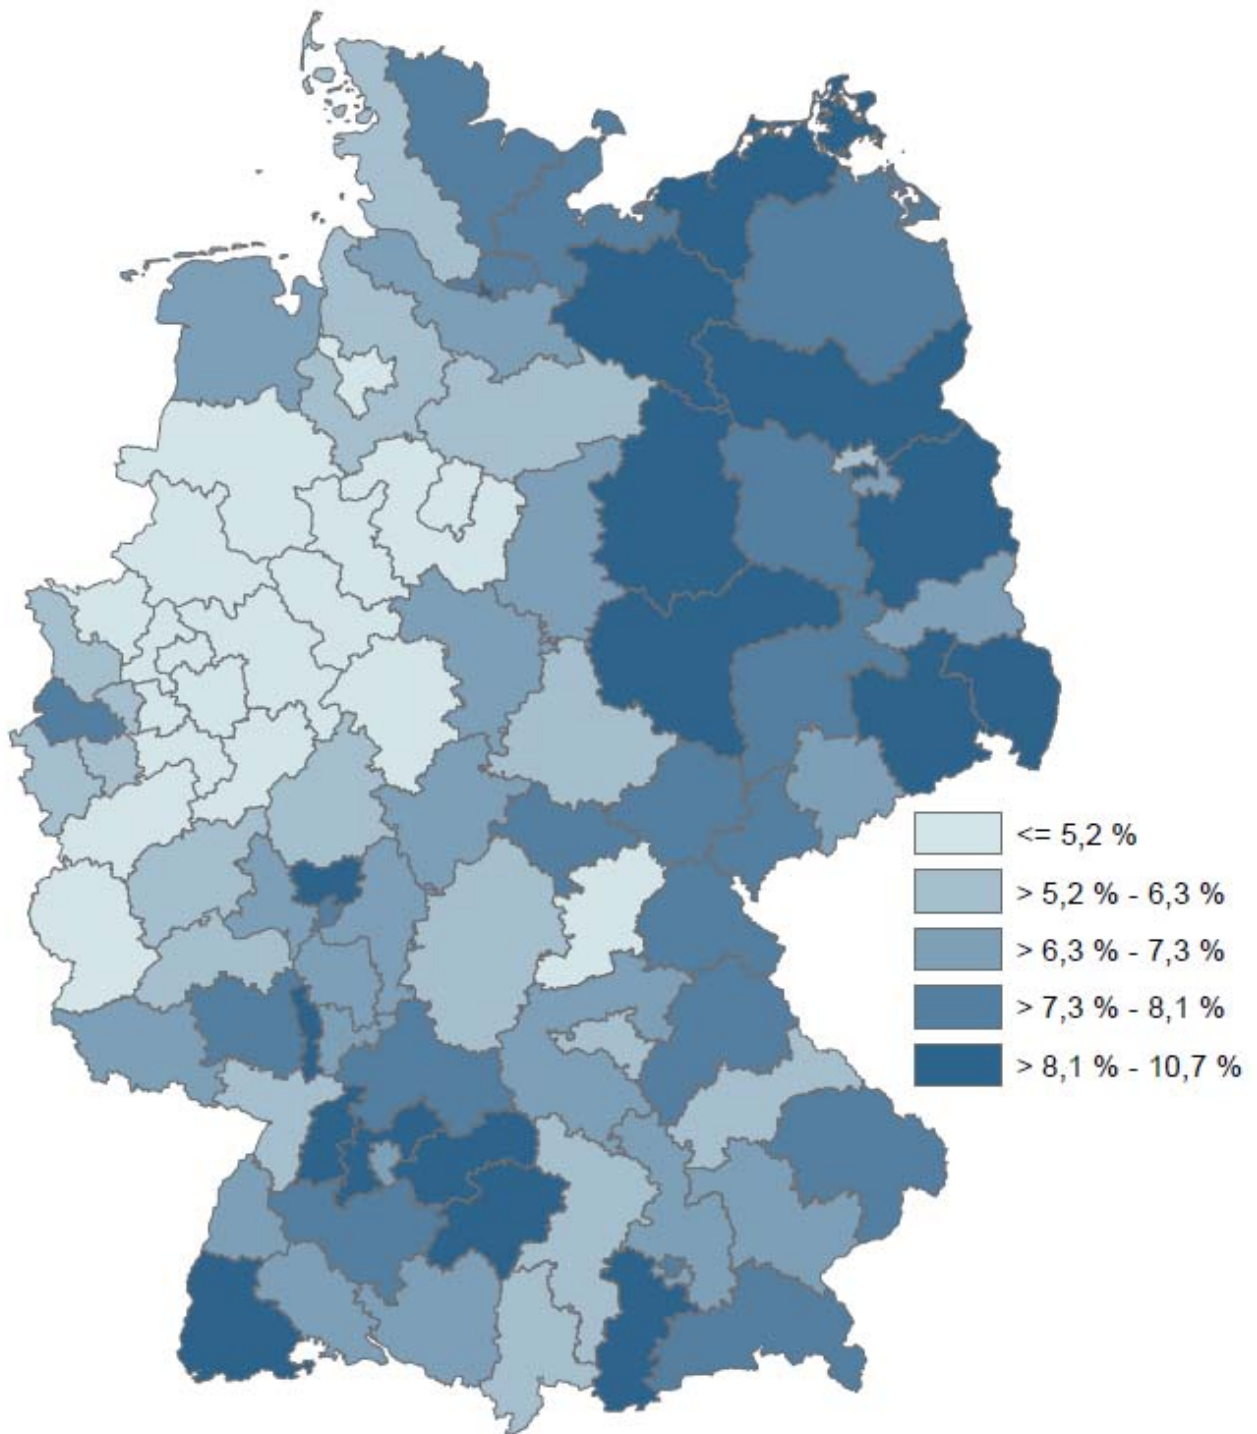 <= 5,2 %
> 5,2 % - 6,3 %
> 6,3 % - 7,3 %
> 7,3 % - 8,1 %
> 8,1 % - 10,7 %